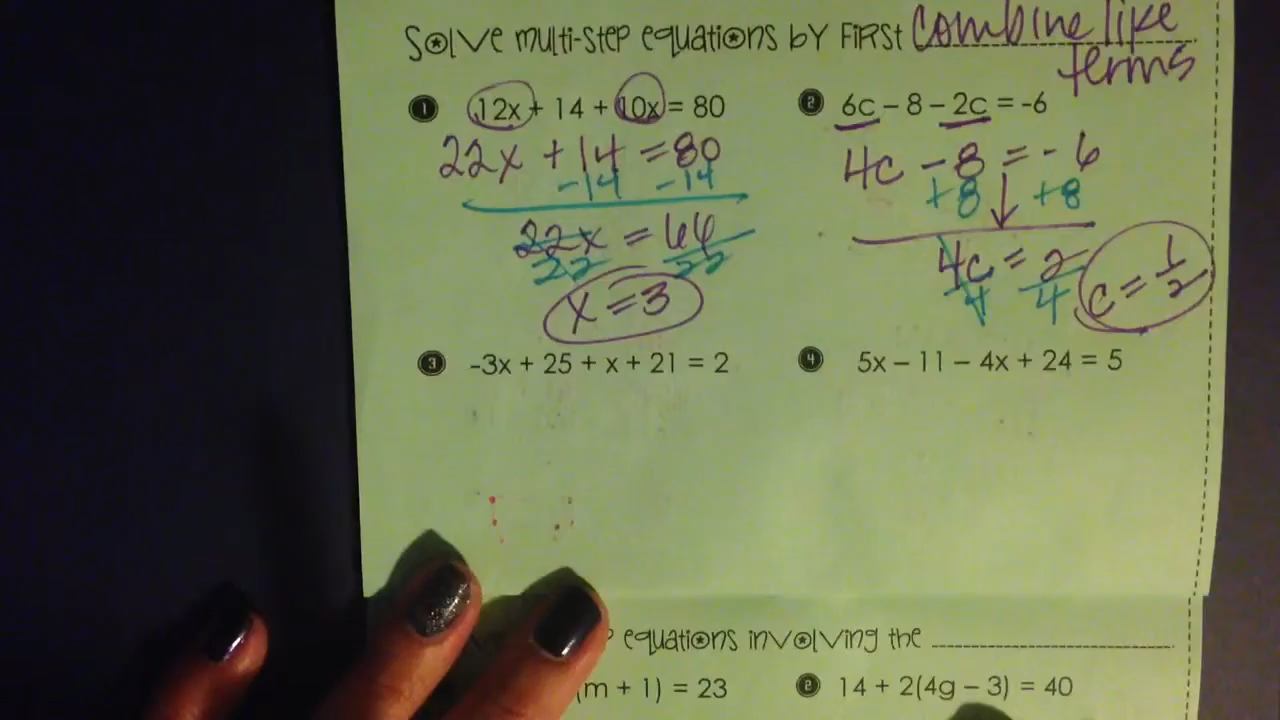 Solve multi-step equations by first combine like
terms
1 12x + 14 + 10x = 80
22x + 14 = 80
-14 -14
22x = 66
22 22
x = 3
2 6c – 8 – 2c = -6
4c - 8 = -6
+8 +8
4c = 2
4 4
c = 1/2
3 -3x + 25 + x + 21 = 2
4 5x – 11 – 4x + 24 = 5
equations involving the
(m + 1) = 23
2 14 + 2(4g – 3) = 40